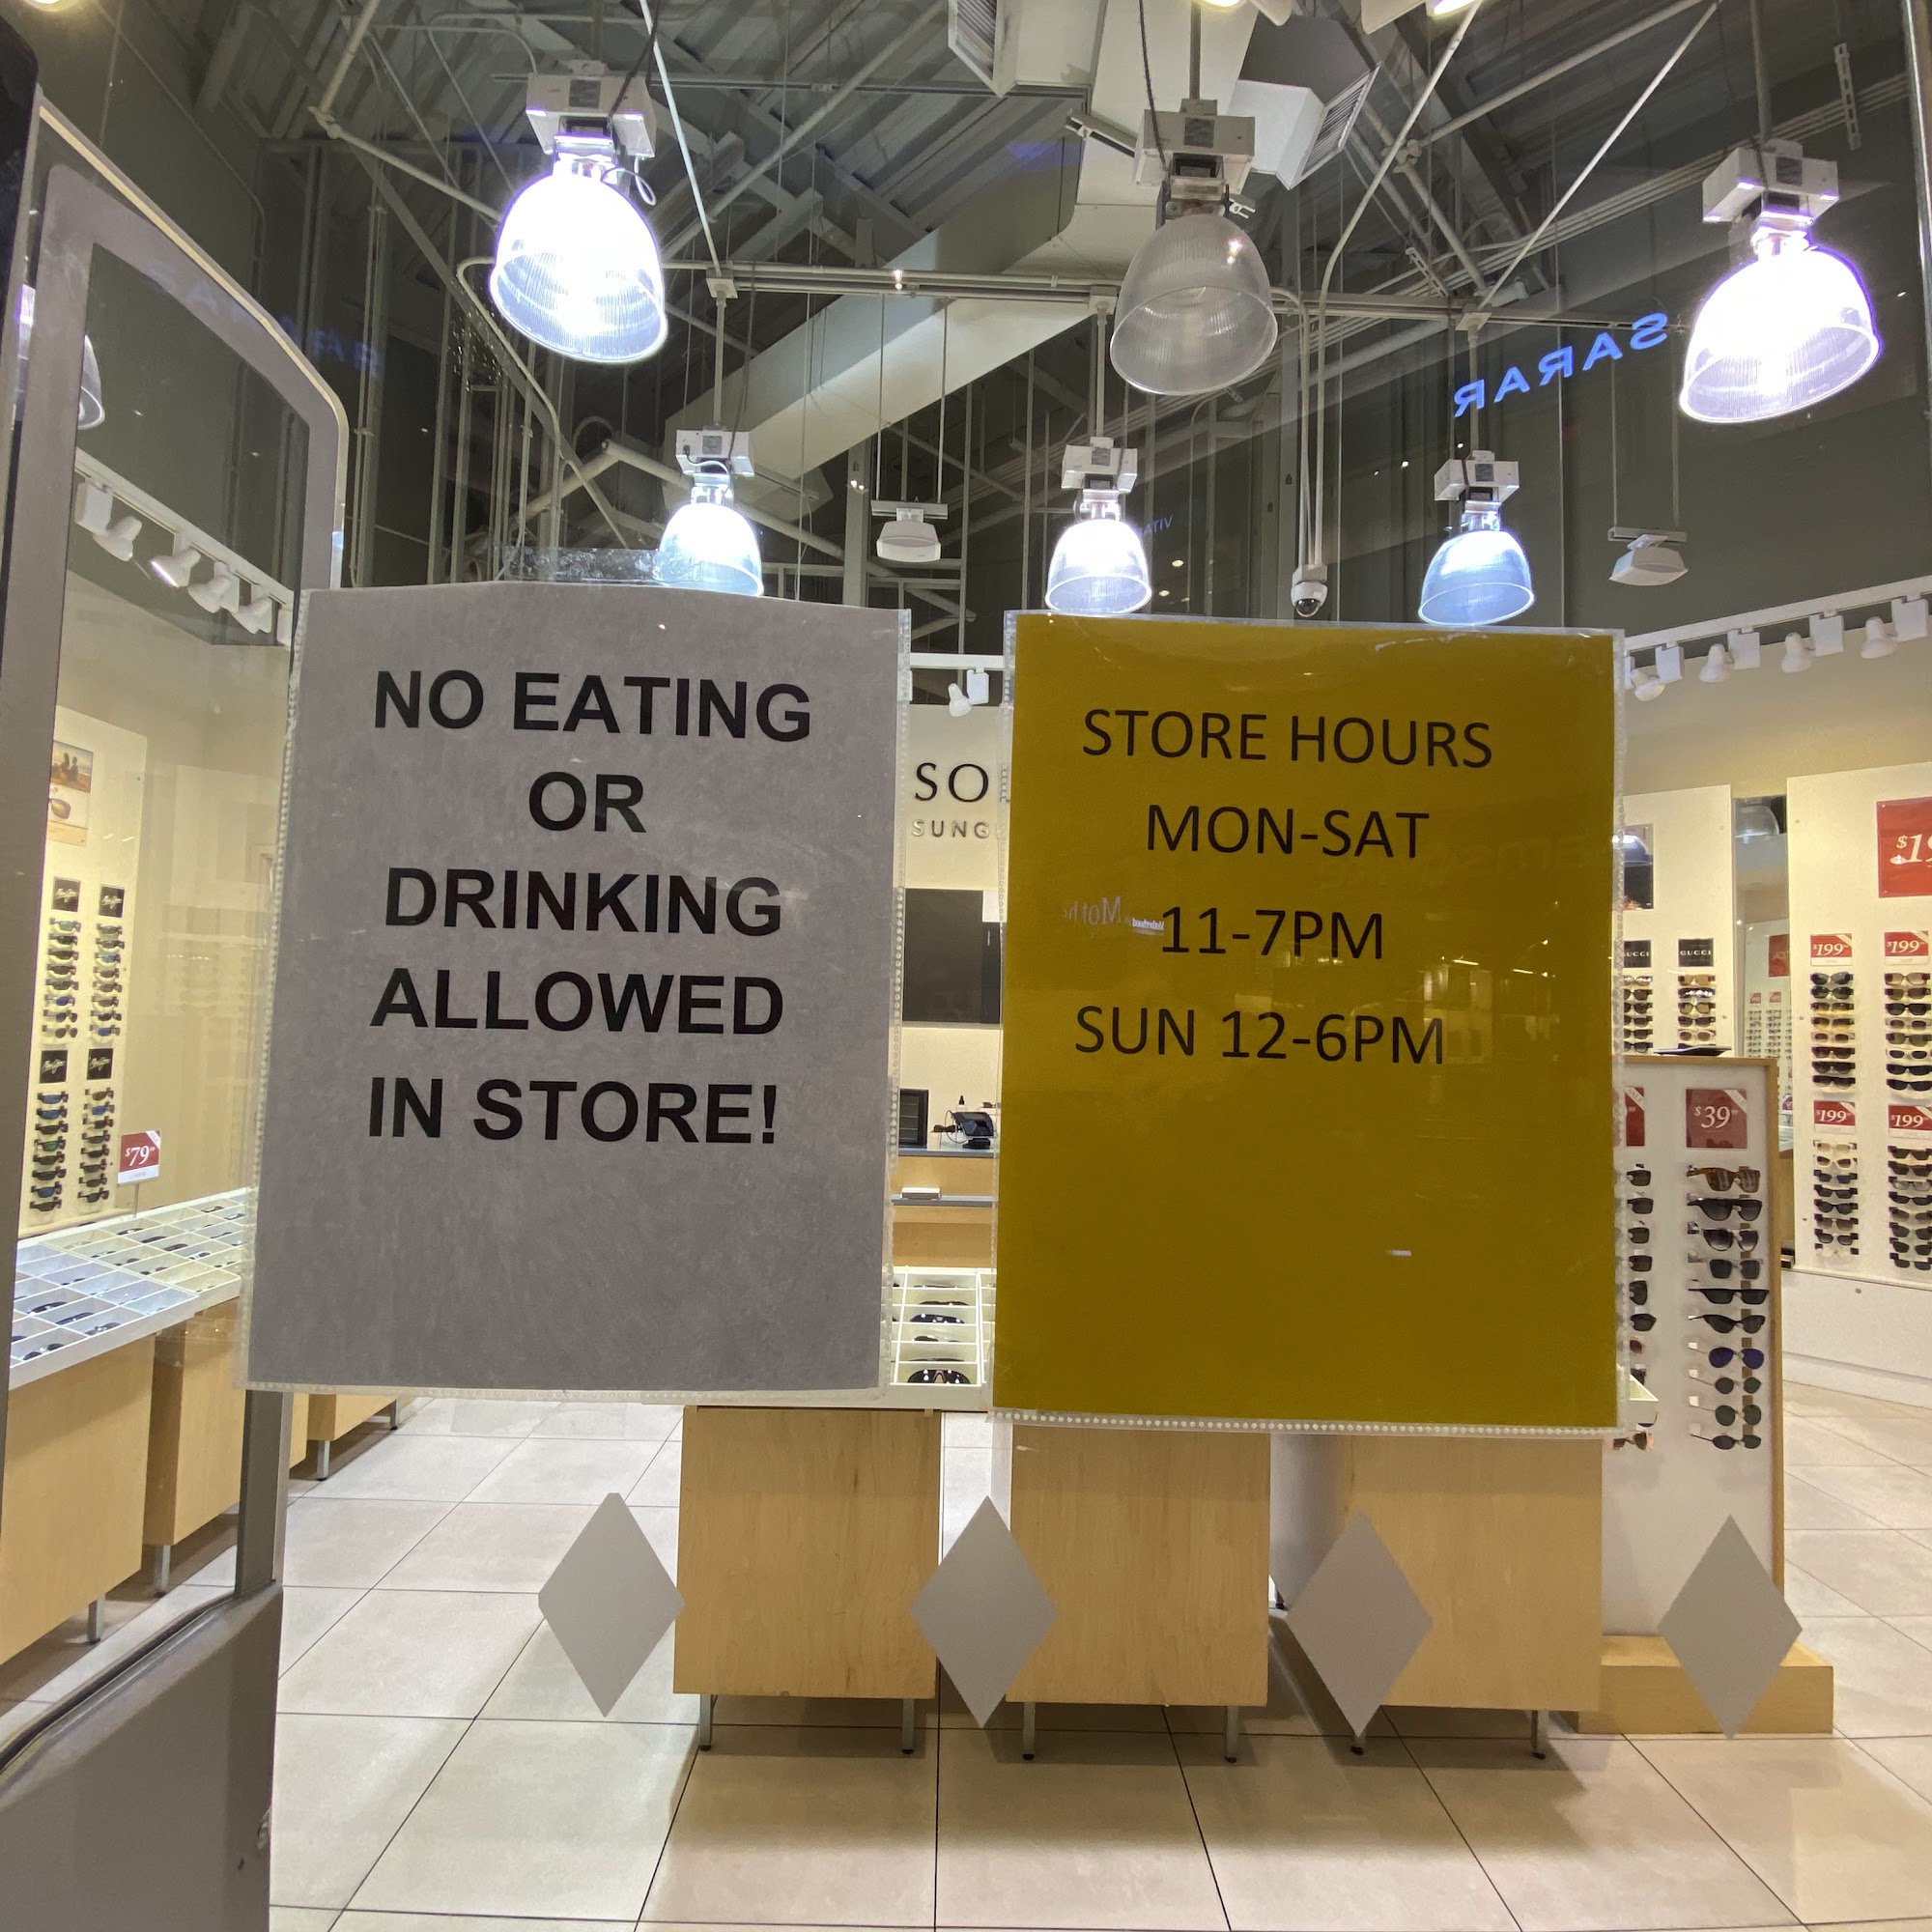 SARAR
NO EATING
OR
DRINKING
ALLOWED
IN STORE!
STORE HOURS
MON-SAT
11-7PM
SUN 12-6PM
SO
SUNG
GUCCI
$199
$199
$199
$199
$39
$79